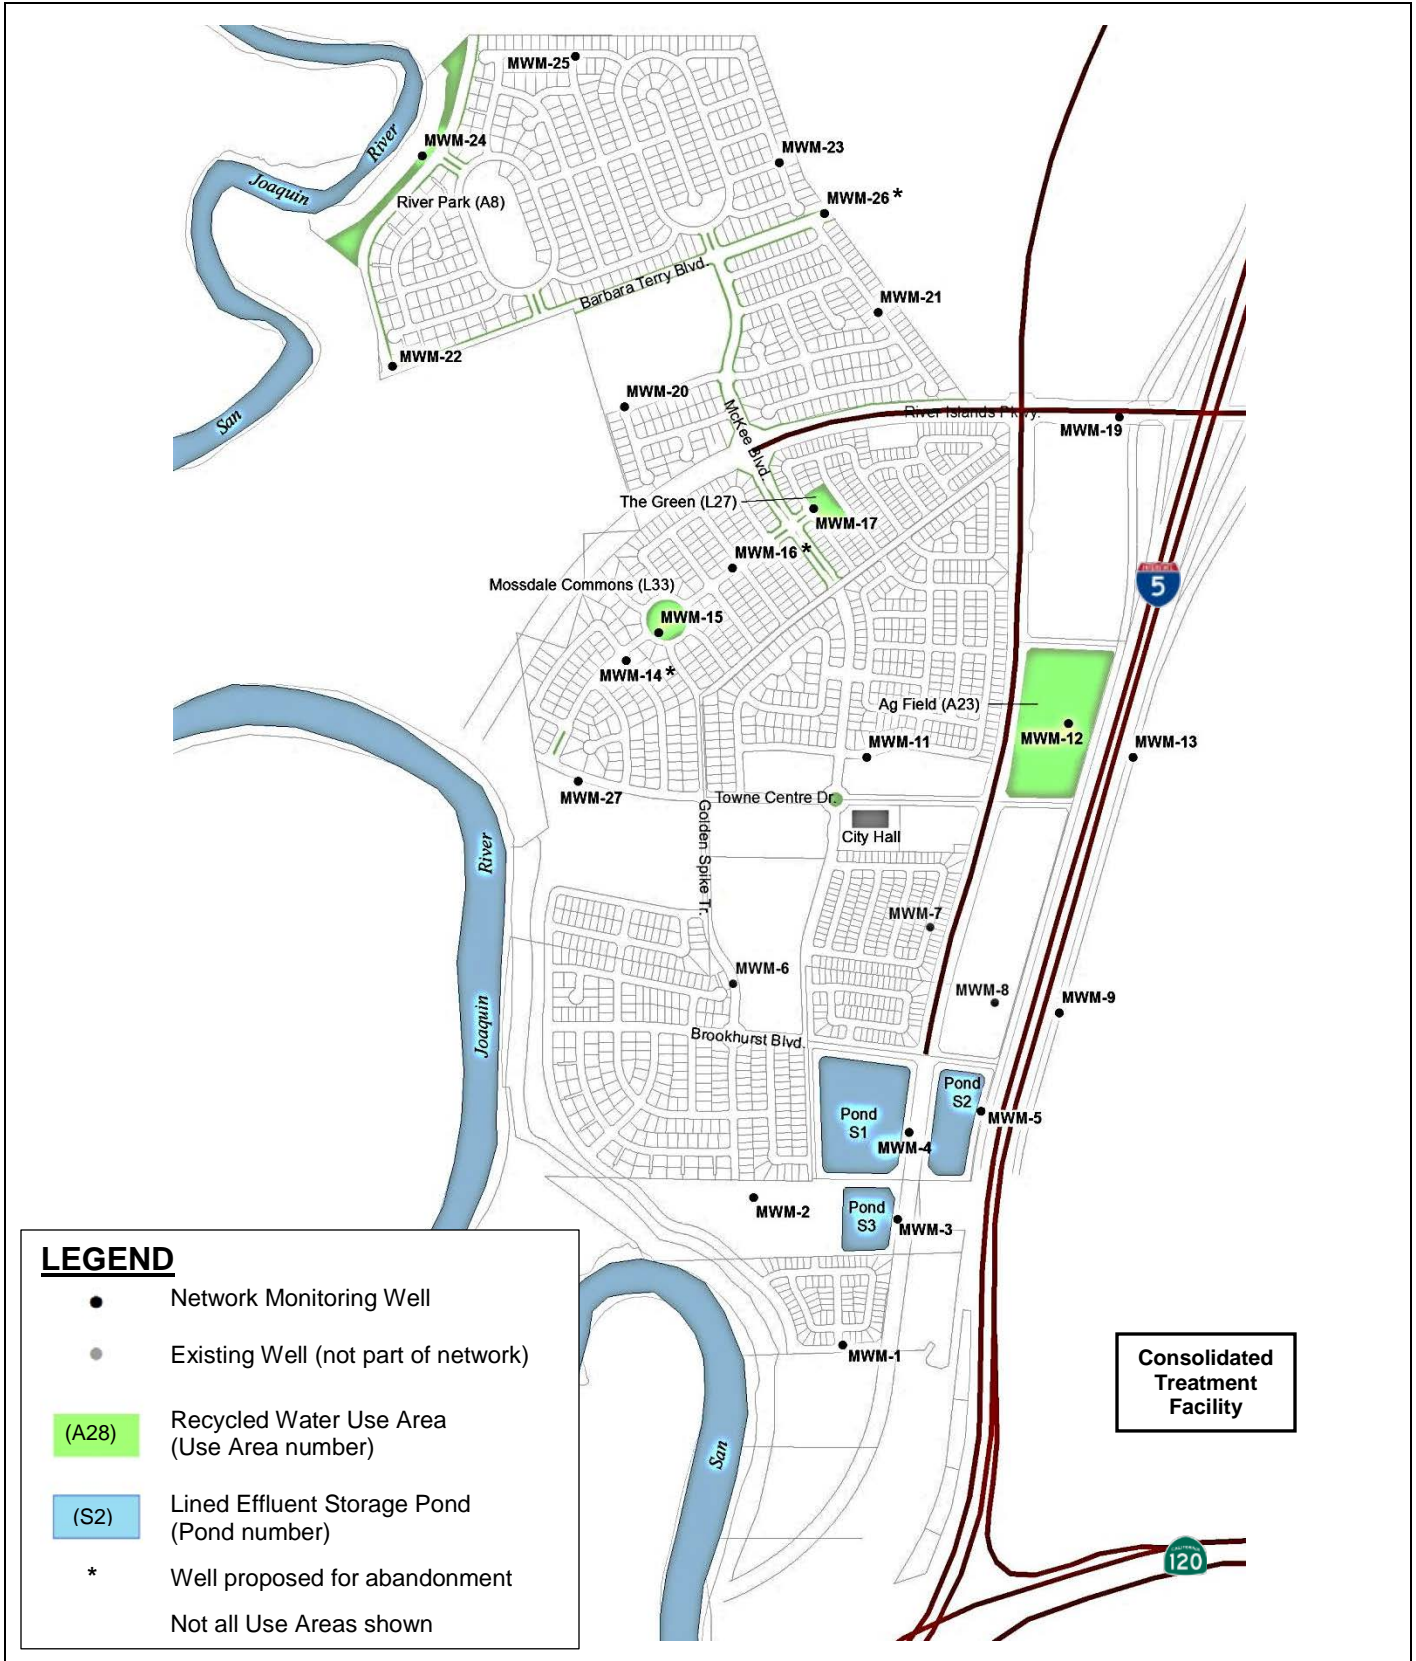 MWM-25
MWM-24
River
MWM-23
Joaquin
River Park (A8)
MWM-26 *
Barbara Terry Blvd.
MWM-21
MWM-22
San
MWM-20
McKee Blvd.
River Islands Pkwy.
MWM-19
The Green (L27)
MWM-17
MWM-16 *
INTERSTATE
5
Mossdale Commons (L33)
MWM-15
MWM-14 *
Ag Field (A23)
MWM-12
MWM-11
MWM-13
MWM-27
Towne Centre Dr.
City Hall
Golden Spike Tr.
River
MWM-7
MWM-6
MWM-8
MWM-9
Joaquin
Brookhurst Blvd.
Pond
S2
Pond
S1
MWM-5
MWM-4
MWM-2
Pond
S3
MWM-3
MWM-1
San
Consolidated
Treatment
Facility
CALIFORNIA
120
LEGEND
Network Monitoring Well
Existing Well (not part of network)
(A28)
Recycled Water Use Area
(Use Area number)
(S2)
Lined Effluent Storage Pond
(Pond number)
* Well proposed for abandonment
Not all Use Areas shown